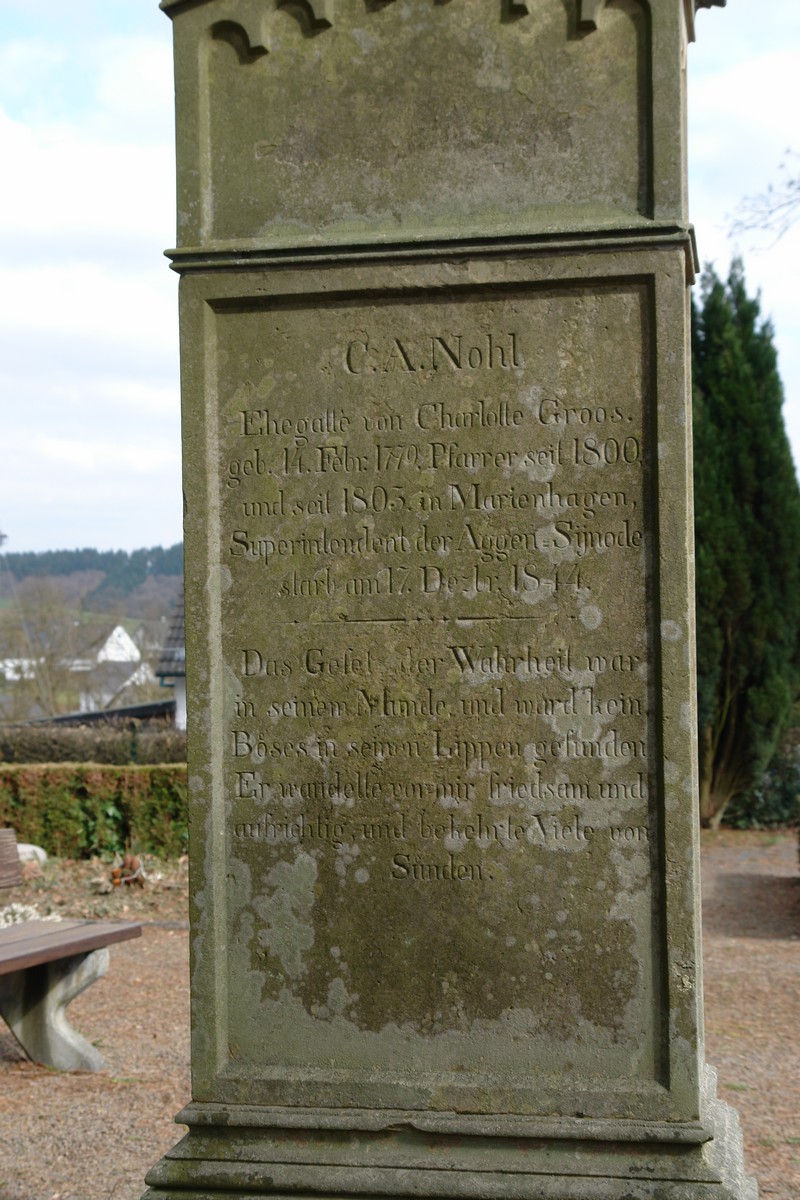 C. A. Nohl
Ehegatte von Charlotte Groos.
geb. 14. Febr. 1779. Pfarrer seit 1800.
und seit 1803. in Marienhagen,
Superintendent der Agger-Synode
starb am 17. Dezbr. 1844.
Das Gesetz der Wahrheit war
in seinem Munde, und ward kein
Böses in seinen Lippen gefunden
Er wandelte vor mir friedsam und
aufrichtig, und bekehrte Viele von
Sünden.